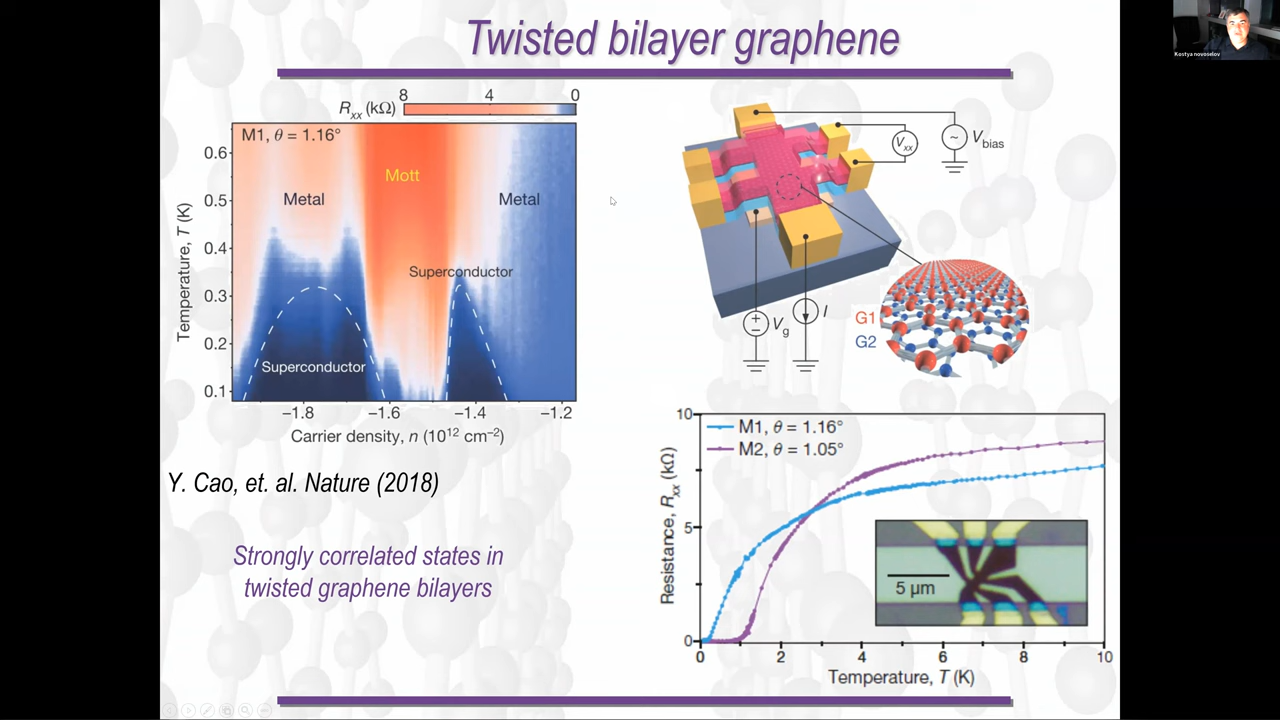 Twisted bilayer graphene
Kostya novoselov
8 4 0
Rxx (kΩ)
M1, θ = 1.16°
Mott
Metal
Metal
Superconductor
Superconductor
0.6
0.5
0.4
0.3
0.2
0.1
Temperature, T (K)
−1.8 −1.6 −1.4 −1.2
Carrier density, n (10¹² cm⁻²)
Vxx
~
Vbias
+
−
Vg
I
G1
G2
Y. Cao, et. al. Nature (2018)
Strongly correlated states in
twisted graphene bilayers
10
5
0
Resistance, Rxx (kΩ)
M1, θ = 1.16°
M2, θ = 1.05°
5 µm
0 2 4 6 8 10
Temperature, T (K)